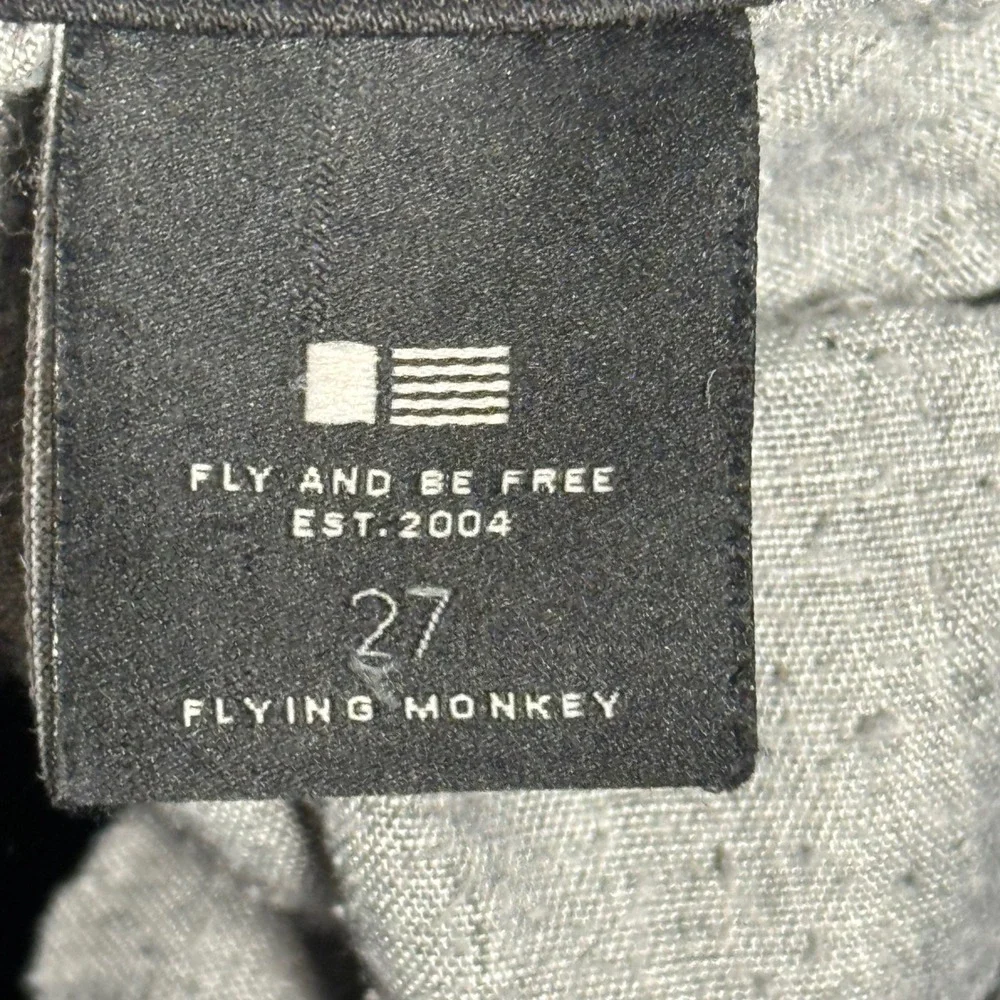 FLY AND BE FREE
EST.2004
27
FLYING MONKEY